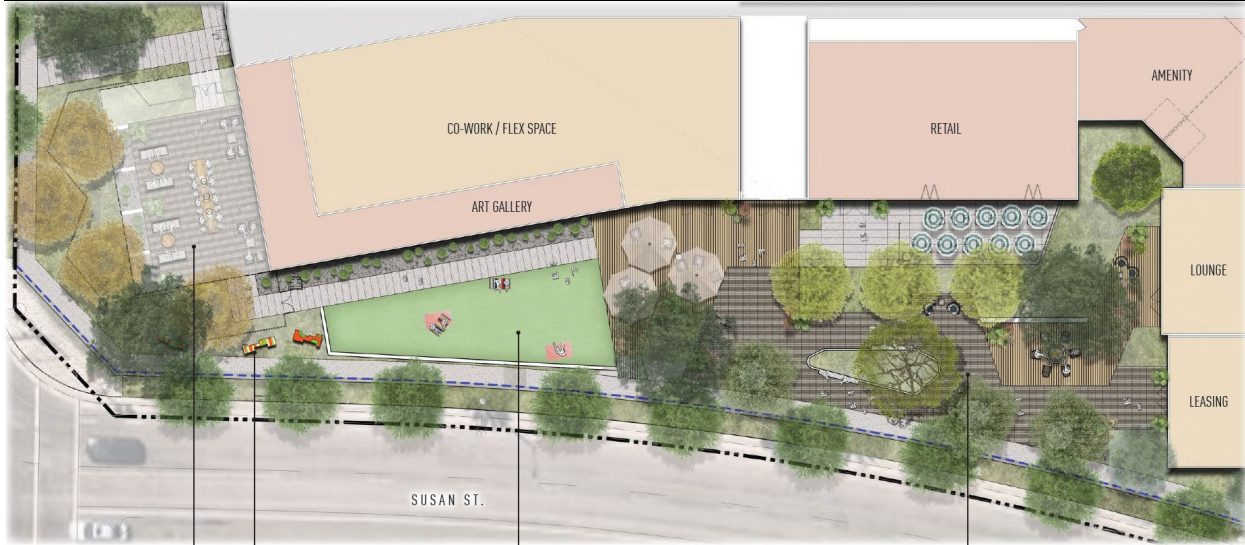 AMENITY
CO-WORK / FLEX SPACE
RETAIL
ART GALLERY
LOUNGE
LEASING
SUSAN ST.